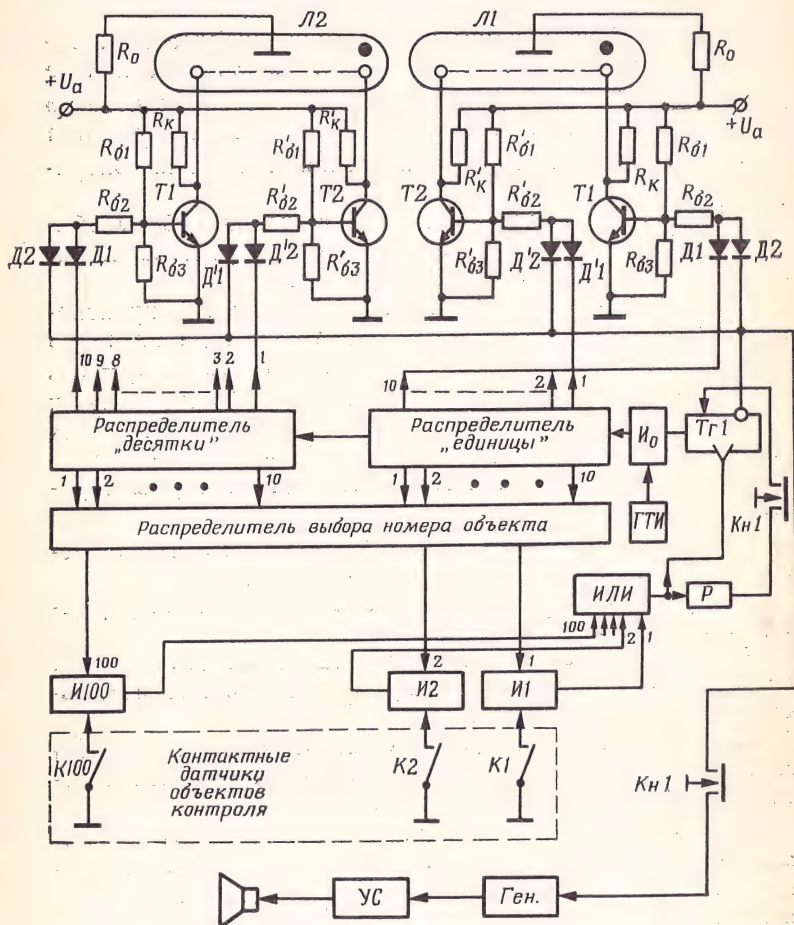 Л2 Л1
R₀ R₀
+Uа +Uа
Rк R'к
Rб1 R'б1 R'б1 Rб1
R'к Rк
T1 T2 T2 T1
Rб2 R'б2 R'б2 Rб2
Д2 Д1 Rб3 Д'1 Д'2 R'б3 R'б3 Д'2 Д'1 Rб3 Д1 Д2
10 9 8 3 2 1 10 2 1
Распределитель „десятки"
Распределитель „единицы"
И₀
Тг1
1 2 10 1 2 10
ГТИ
Кн1
Распределитель выбора номера объекта
ИЛИ
Р
100 2 1
100 2 1
И100 И2 И1
К100 К2 К1
Контактные
датчики
объектов
контроля
Кн1
УС
Ген.